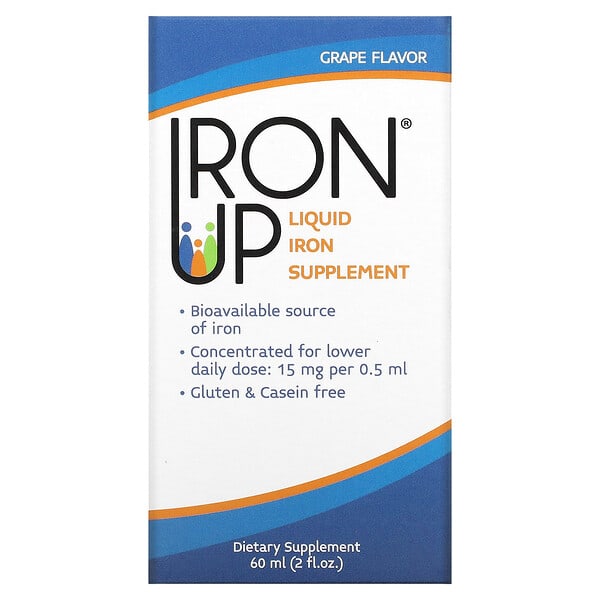 GRAPE FLAVOR
IRON®
UP
LIQUID
IRON
SUPPLEMENT
• Bioavailable source
of iron
• Concentrated for lower
daily dose: 15 mg per 0.5 ml
• Gluten & Casein free
Dietary Supplement
60 ml (2 fl.oz.)